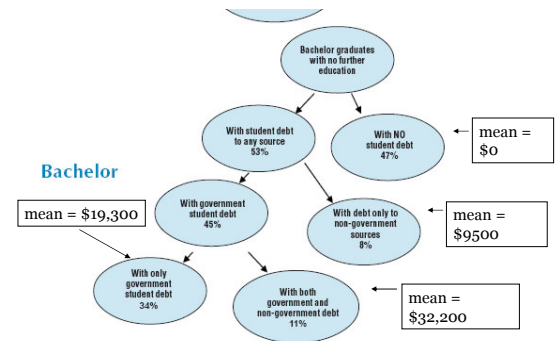 Bachelor graduates
with no further
education
With student debt
to any source
53%
With NO
student debt
47%
mean =
$0
Bachelor
mean = $19,300
With government
student debt
45%
With debt only to
non-government
sources
8%
mean =
$9500
With only
government
student debt
34%
With both
government and
non-government debt
11%
mean =
$32,200